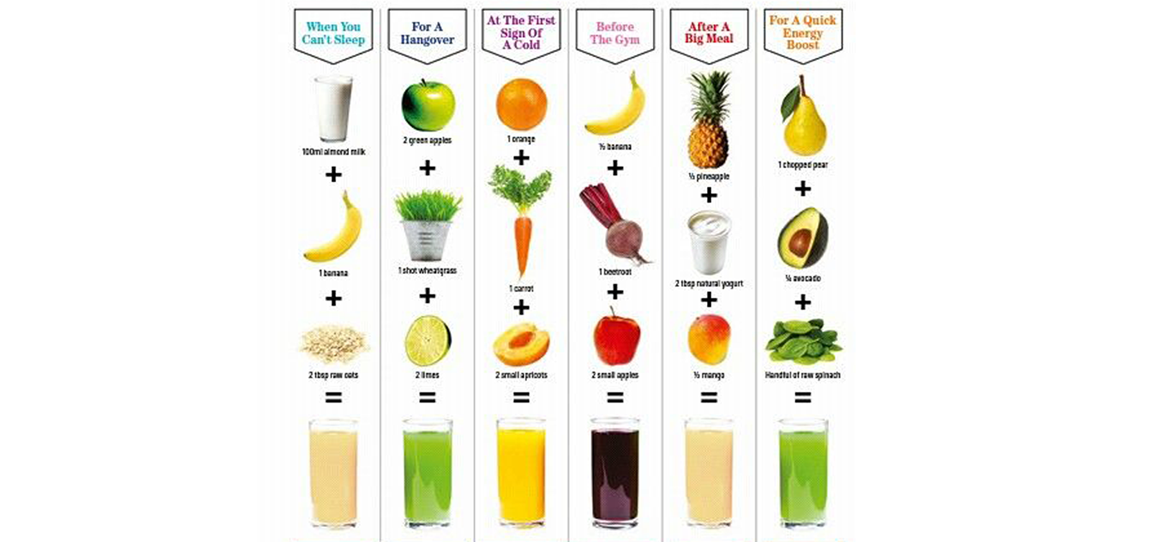 When You
Can't Sleep
100ml almond milk
+
1 banana
+
2 tbsp raw oats
=
For A
Hangover
2 green apples
+
1 shot wheatgrass
+
2 limes
=
At The First
Sign Of
A Cold
1 orange
+
1 carrot
+
2 small apricots
=
Before
The Gym
½ banana
+
1 beetroot
+
2 small apples
=
After A
Big Meal
½ pineapple
+
2 tbsp natural yogurt
+
½ mango
=
For A Quick
Energy
Boost
1 chopped pear
+
¼ avocado
+
Handful of raw spinach
=